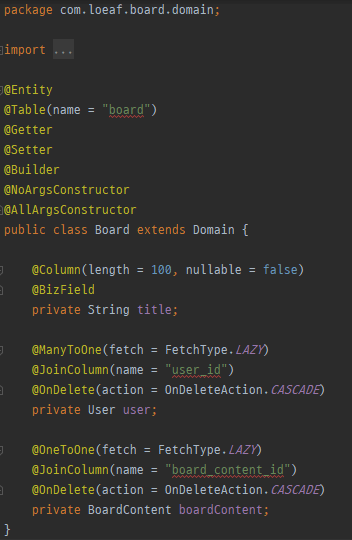 package com.loeaf.board.domain;
import ...
@Entity
@Table(name = "board")
@Getter
@Setter
@Builder
@NoArgsConstructor
@AllArgsConstructor
public class Board extends Domain {
@Column(length = 100, nullable = false)
@BizField
private String title;
@ManyToOne(fetch = FetchType.LAZY)
@JoinColumn(name = "user_id")
@OnDelete(action = OnDeleteAction.CASCADE)
private User user;
@OneToOne(fetch = FetchType.LAZY)
@JoinColumn(name = "board_content_id")
@OnDelete(action = OnDeleteAction.CASCADE)
private BoardContent boardContent;
}